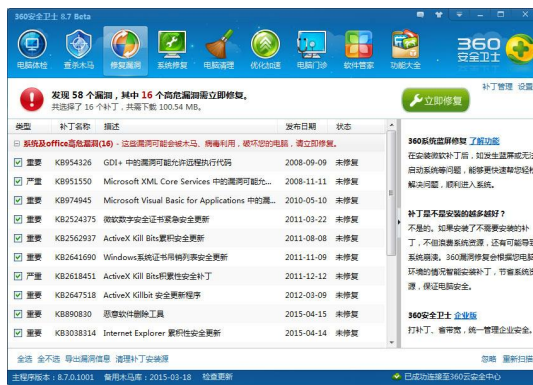 360安全卫士 8.7 Beta
电脑体检 查杀木马 修复漏洞 系统修复 电脑清理 优化加速 电脑门诊 软件管家 功能大全
360
安全卫士
发现 58 个漏洞，其中 16 个高危漏洞需立即修复。
共选择了 16 个补丁，共需下载 100.54 MB。
立即修复
补丁管理 设置
类型 补丁名称 描述 发布日期 状态
系统及office高危漏洞(16) - 这些漏洞可能会被木马、病毒利用，破坏您的电脑，请立即修复。
重要 KB954326 GDI+ 中的漏洞可能允许远程执行代码 2008-09-09 未修复
严重 KB951550 Microsoft XML Core Services 中的漏洞可能允... 2008-11-11 未修复
重要 KB974945 Microsoft Visual Basic for Applications 中的漏... 2010-05-10 未修复
重要 KB2524375 微软数字安全证书紧急安全更新 2011-03-22 未修复
重要 KB2562937 ActiveX Kill Bits累积安全更新 2011-08-08 未修复
重要 KB2641690 Windows系统证书吊销列表安全更新 2011-11-09 未修复
严重 KB2618451 ActiveX Kill Bits积累性安全补丁 2011-12-12 未修复
重要 KB2647518 ActiveX Killbit 安全更新程序 2012-03-09 未修复
重要 KB890830 恶意软件删除工具 2015-04-15 未修复
重要 KB3038314 Internet Explorer 累积性安全更新 2015-04-14 未修复
360系统蓝屏修复 了解功能
在安装微软补丁后，如发生蓝屏或无法
启动系统等问题，能够更快速帮您轻松
解决问题，顺利进入系统。
补丁是不是安装的越多越好？
不是的。如果安装了不需要安装的补
丁，不但浪费系统资源，还有可能导致
系统崩溃。360漏洞修复会根据您电脑
环境的情况智能安装补丁，节省系统资
源，保证电脑安全。
360安全卫士 企业版
打补丁、省带宽，统一管理企业安全。
全选 全不选 导出漏洞信息 清理补丁安装源
忽略 重新扫描
主程序版本：8.7.0.1001 备用木马库：2015-03-18 检查更新
已成功连接至360云安全中心